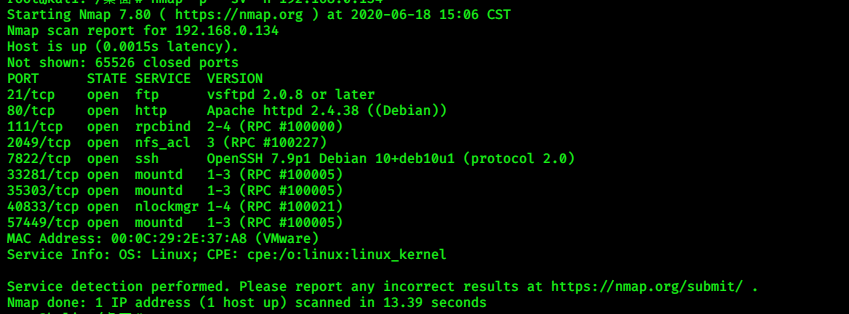 Starting Nmap 7.80 ( https://nmap.org ) at 2020-06-18 15:06 CST
Nmap scan report for 192.168.0.134
Host is up (0.0015s latency).
Not shown: 65526 closed ports
PORT      STATE SERVICE  VERSION
21/tcp    open  ftp      vsftpd 2.0.8 or later
80/tcp    open  http     Apache httpd 2.4.38 ((Debian))
111/tcp   open  rpcbind  2-4 (RPC #100000)
2049/tcp  open  nfs_acl  3 (RPC #100227)
7822/tcp  open  ssh      OpenSSH 7.9p1 Debian 10+deb10u1 (protocol 2.0)
33281/tcp open  mountd   1-3 (RPC #100005)
35303/tcp open  mountd   1-3 (RPC #100005)
40833/tcp open  nlockmgr 1-4 (RPC #100021)
57449/tcp open  mountd   1-3 (RPC #100005)
MAC Address: 00:0C:29:2E:37:A8 (VMware)
Service Info: OS: Linux; CPE: cpe:/o:linux:linux_kernel
Service detection performed. Please report any incorrect results at https://nmap.org/submit/ .
Nmap done: 1 IP address (1 host up) scanned in 13.39 seconds